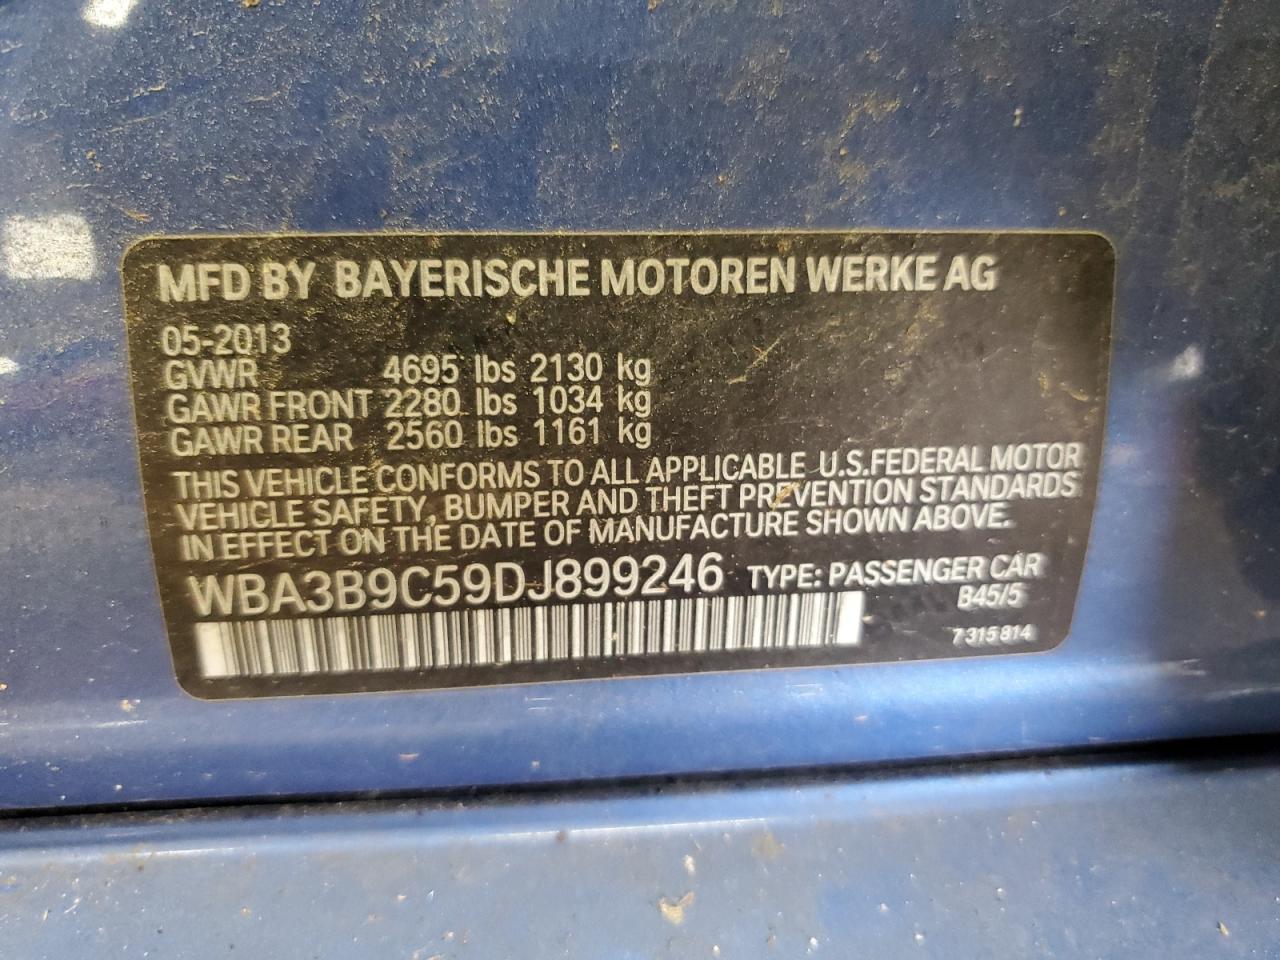 MFD BY BAYERISCHE MOTOREN WERKE AG
05-2013
GVWR 4695 lbs 2130 kg
GAWR FRONT 2280 lbs 1034 kg
GAWR REAR 2560 lbs 1161 kg
THIS VEHICLE CONFORMS TO ALL APPLICABLE U.S.FEDERAL MOTOR
VEHICLE SAFETY, BUMPER AND THEFT PREVENTION STANDARDS
IN EFFECT ON THE DATE OF MANUFACTURE SHOWN ABOVE.
WBA3B9C59DJ899246 TYPE: PASSENGER CAR
B45/5
7 315 814